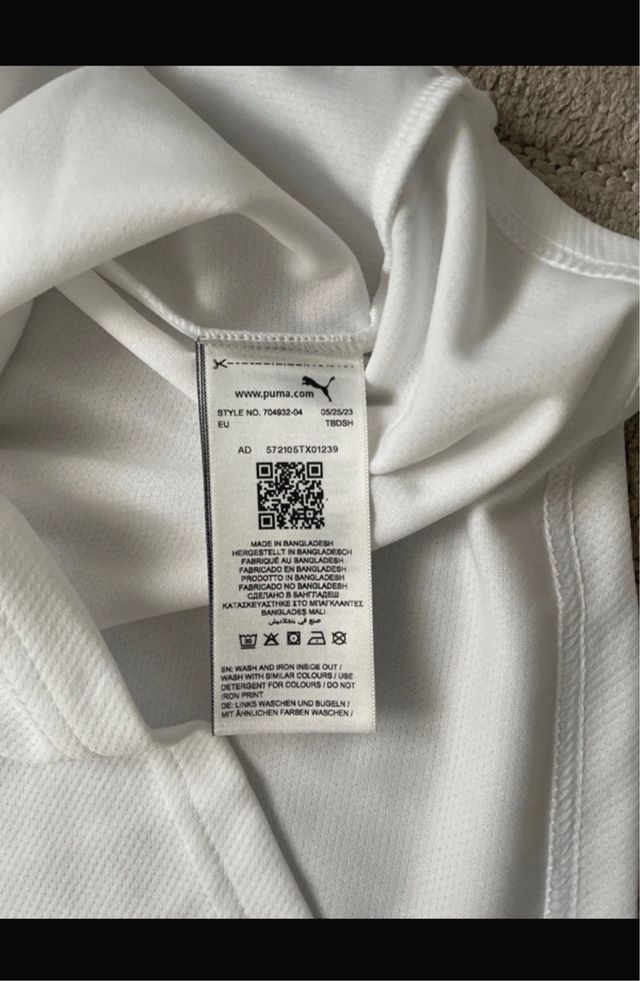 www.puma.com
STYLE NO. 704932-04 05/25/23
EU TBDSH
AD 572105TX01239
MADE IN BANGLADESH
HERGESTELLT IN BANGLADESCH
FABRIQUÉ AU BANGLADESH
FABRICADO EN BANGLADESH
PRODOTTO IN BANGLADESH
FABRICADO NO BANGLADESH
СДЕЛАНО В БАНГЛАДЕШ
ΚΑΤΑΣΚΕΥΑΣΤΗΚΕ ΣΤΟ ΜΠΑΓΚΛΑΝΤΕΣ
BANGLADEŞ MALI
صنع في بنجلاديش
30
EN: WASH AND IRON INSIDE OUT /
WASH WITH SIMILAR COLOURS / USE
DETERGENT FOR COLOURS / DO NOT
IRON PRINT
DE: LINKS WASCHEN UND BÜGELN /
MIT ÄHNLICHEN FARBEN WASCHEN /